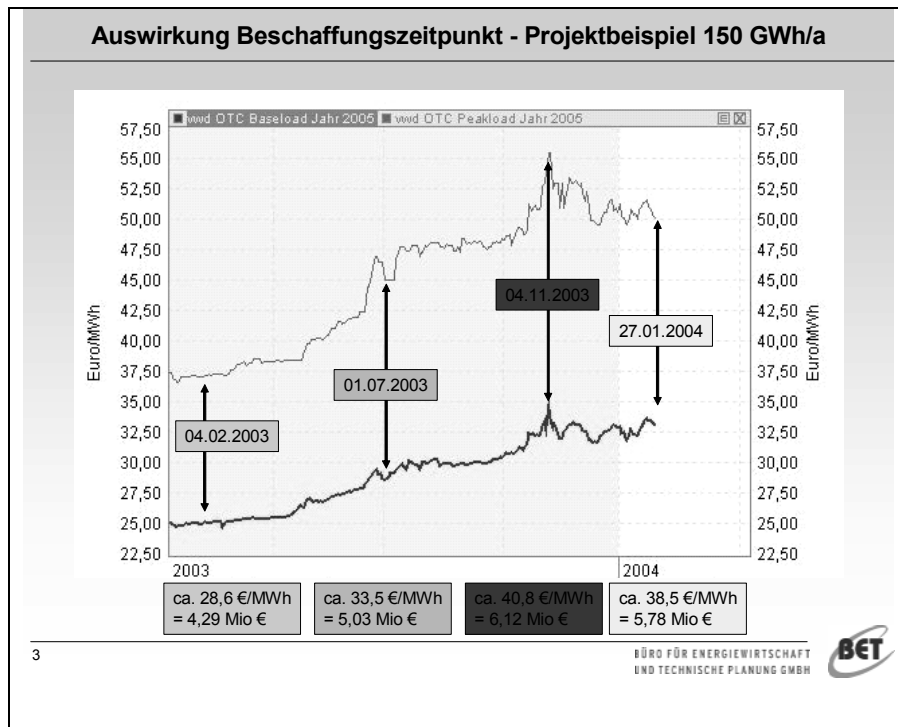 Auswirkung Beschaffungszeitpunkt - Projektbeispiel 150 GWh/a
vwd OTC Baseload Jahr 2005 vwd OTC Peakload Jahr 2005
57,50 57,50
55,00 55,00
52,50 52,50
50,00 50,00
47,50 47,50
45,00 45,00
42,50 42,50
40,00 40,00
37,50 37,50
35,00 35,00
32,50 32,50
30,00 30,00
27,50 27,50
25,00 25,00
22,50 22,50
Euro/MWh Euro/MWh
04.02.2003
01.07.2003
04.11.2003
27.01.2004
2003 2004
ca. 28,6 €/MWh
= 4,29 Mio €
ca. 33,5 €/MWh
= 5,03 Mio €
ca. 40,8 €/MWh
= 6,12 Mio €
ca. 38,5 €/MWh
= 5,78 Mio €
3
BÜRO FÜR ENERGIEWIRTSCHAFT
UND TECHNISCHE PLANUNG GMBH
BET